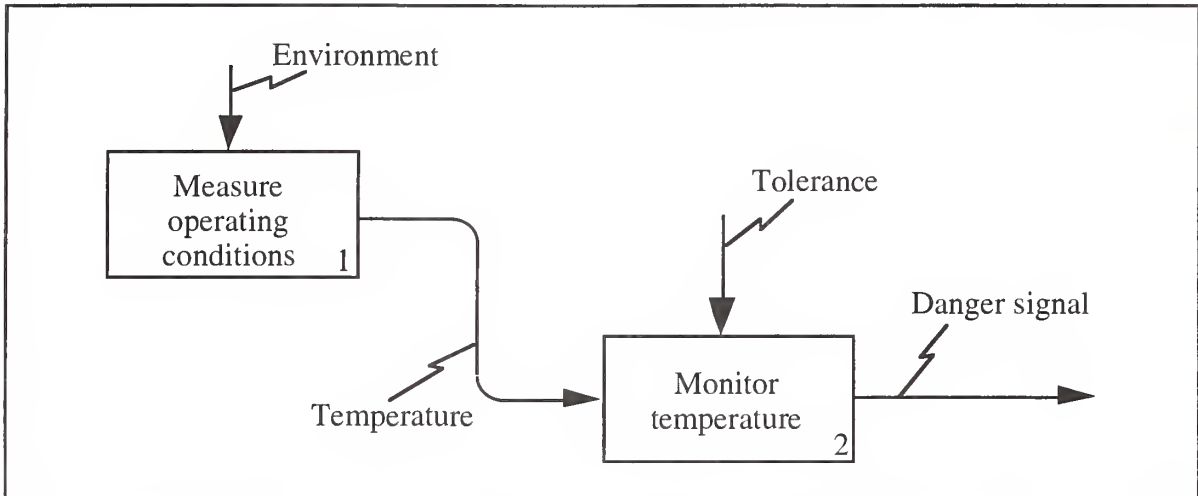 Environment
Measure
operating
conditions
1
Tolerance
Danger signal
Temperature
Monitor
temperature
2